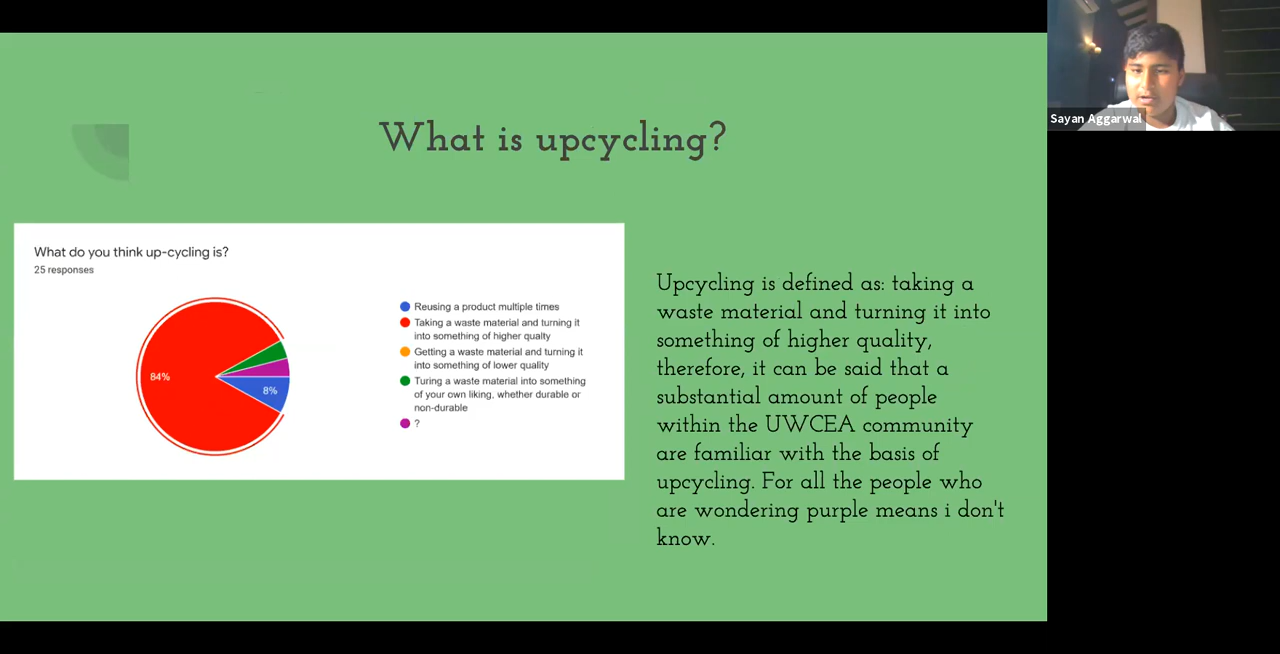 Sayan Aggarwal
What is upcycling?
What do you think up-cycling is?
25 responses
84%
8%
Reusing a product multiple times
Taking a waste material and turning it
into something of higher qualty
Getting a waste material and turning it
into something of lower quality
Turing a waste material into something
of your own liking, whether durable or
non-durable
?
Upcycling is defined as: taking a
waste material and turning it into
something of higher quality,
therefore, it can be said that a
substantial amount of people
within the UWCEA community
are familiar with the basis of
upcycling. For all the people who
are wondering purple means i don't
know.